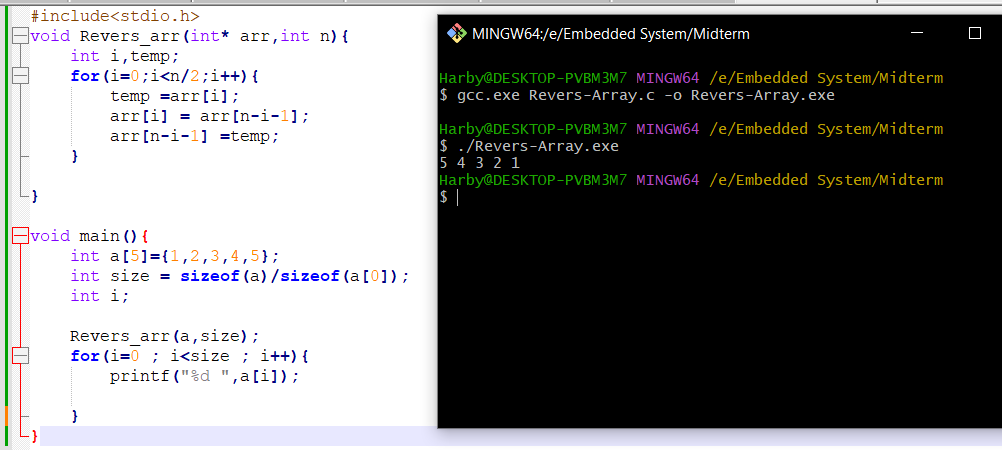 #include<stdio.h>
void Revers_arr(int* arr,int n){
    int i,temp;
    for(i=0;i<n/2;i++){
        temp =arr[i];
        arr[i] = arr[n-i-1];
        arr[n-i-1] =temp;
    }
}
void main(){
    int a[5]={1,2,3,4,5};
    int size = sizeof(a)/sizeof(a[0]);
    int i;
    Revers_arr(a,size);
    for(i=0 ; i<size ; i++){
        printf("%d ",a[i]);
    }
}
MINGW64:/e/Embedded System/Midterm
Harby@DESKTOP-PVBM3M7 MINGW64 /e/Embedded System/Midterm
$ gcc.exe Revers-Array.c -o Revers-Array.exe
Harby@DESKTOP-PVBM3M7 MINGW64 /e/Embedded System/Midterm
$ ./Revers-Array.exe
5 4 3 2 1
Harby@DESKTOP-PVBM3M7 MINGW64 /e/Embedded System/Midterm
$